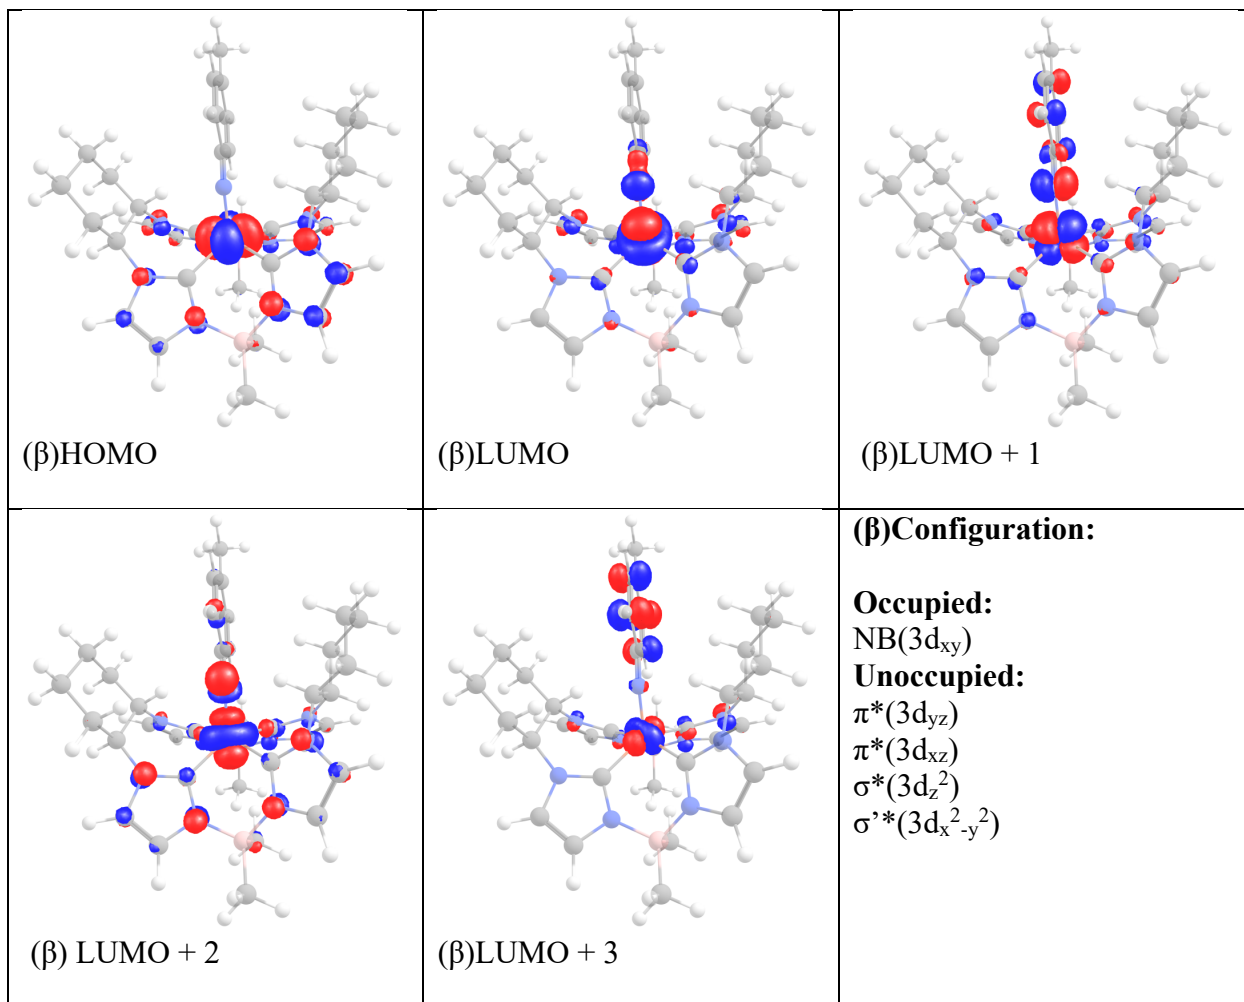 (β)HOMO
(β)LUMO
(β)LUMO + 1
(β) LUMO + 2
(β)LUMO + 3
(β)Configuration:
Occupied:
NB(3dxy)
Unoccupied:
π*(3dyz)
π*(3dxz)
σ*(3dz²)
σ’*(3dx²-y²)